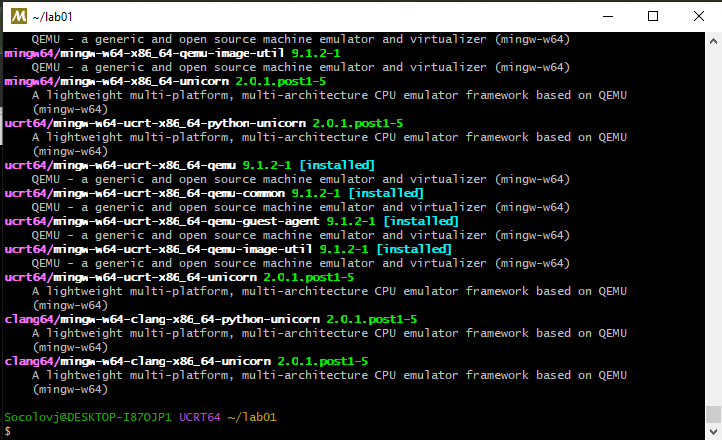 ~/lab01
QEMU - a generic and open source machine emulator and virtualizer (mingw-w64)
mingw64/mingw-w64-x86_64-qemu-image-util 9.1.2-1
QEMU - a generic and open source machine emulator and virtualizer (mingw-w64)
mingw64/mingw-w64-x86_64-unicorn 2.0.1.post1-5
A lightweight multi-platform, multi-architecture CPU emulator framework based on QEMU
(mingw-w64)
ucrt64/mingw-w64-ucrt-x86_64-python-unicorn 2.0.1.post1-5
A lightweight multi-platform, multi-architecture CPU emulator framework based on QEMU
(mingw-w64)
ucrt64/mingw-w64-ucrt-x86_64-qemu 9.1.2-1 [installed]
QEMU - a generic and open source machine emulator and virtualizer (mingw-w64)
ucrt64/mingw-w64-ucrt-x86_64-qemu-common 9.1.2-1 [installed]
QEMU - a generic and open source machine emulator and virtualizer (mingw-w64)
ucrt64/mingw-w64-ucrt-x86_64-qemu-guest-agent 9.1.2-1 [installed]
QEMU - a generic and open source machine emulator and virtualizer (mingw-w64)
ucrt64/mingw-w64-ucrt-x86_64-qemu-image-util 9.1.2-1 [installed]
QEMU - a generic and open source machine emulator and virtualizer (mingw-w64)
ucrt64/mingw-w64-ucrt-x86_64-unicorn 2.0.1.post1-5
A lightweight multi-platform, multi-architecture CPU emulator framework based on QEMU
(mingw-w64)
clang64/mingw-w64-clang-x86_64-python-unicorn 2.0.1.post1-5
A lightweight multi-platform, multi-architecture CPU emulator framework based on QEMU
(mingw-w64)
clang64/mingw-w64-clang-x86_64-unicorn 2.0.1.post1-5
A lightweight multi-platform, multi-architecture CPU emulator framework based on QEMU
(mingw-w64)
Socolovj@DESKTOP-I87OJP1 UCRT64 ~/lab01
$